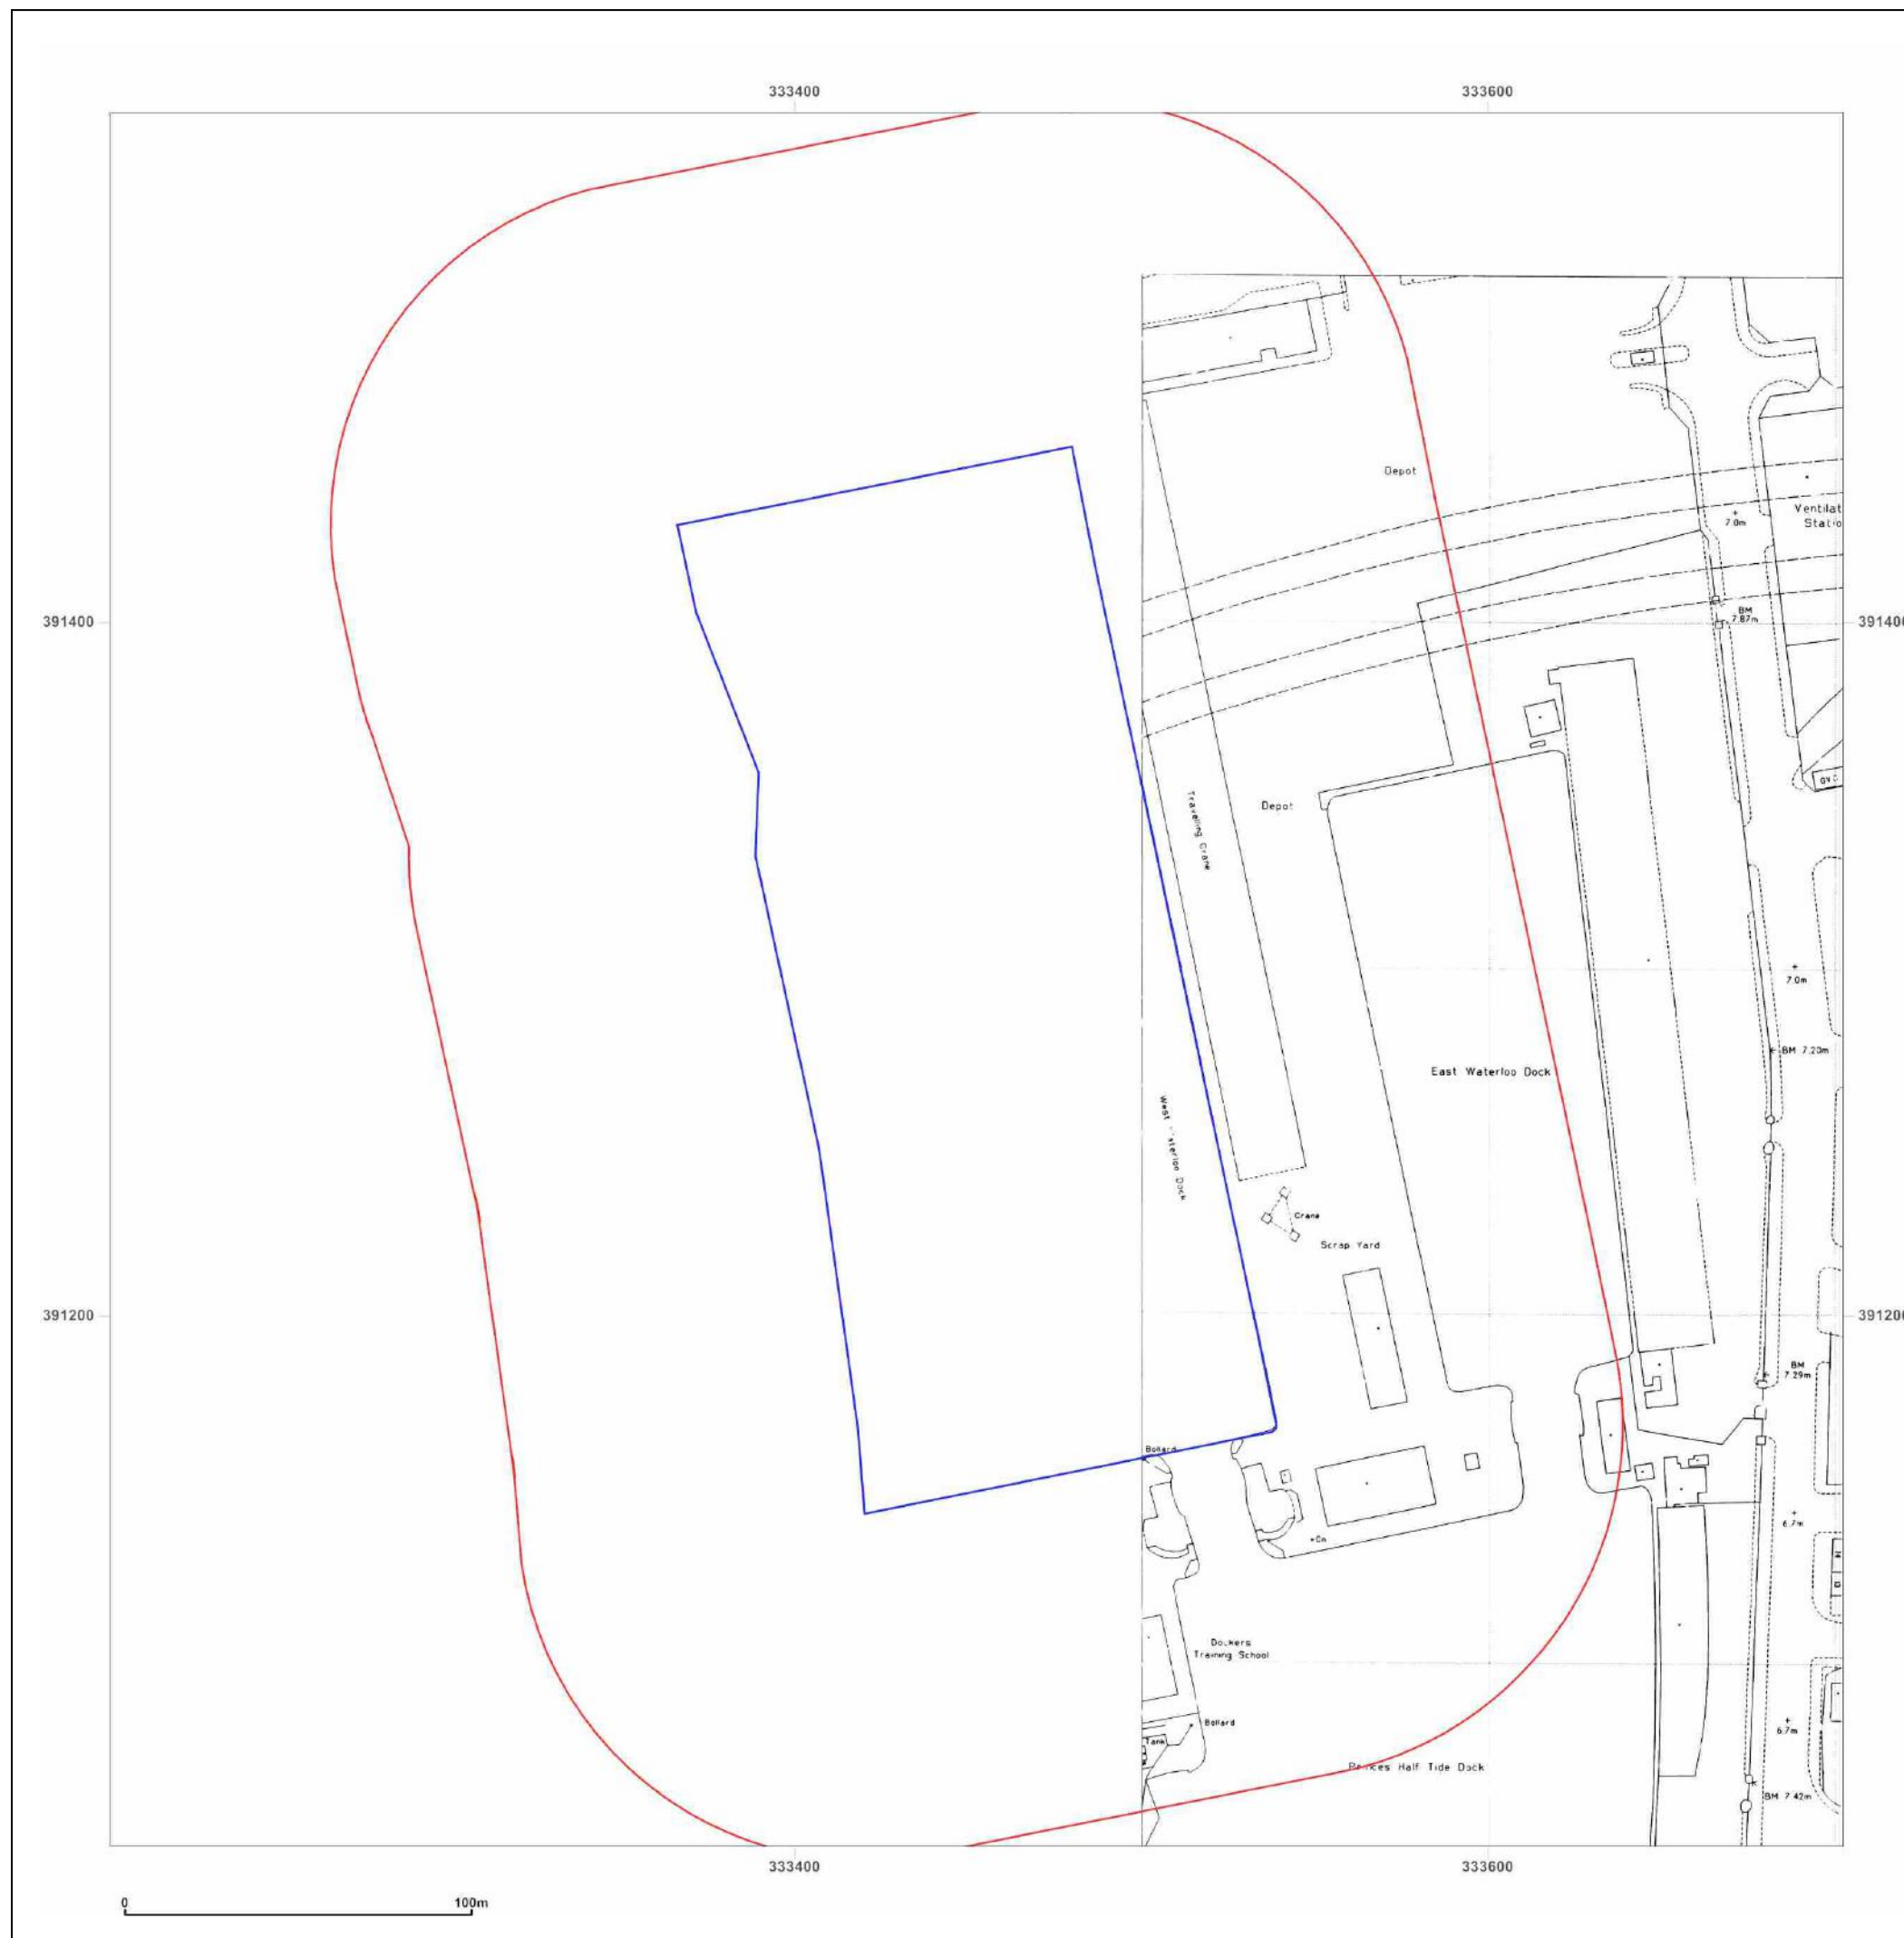 333400
333600
Depot
Ventilat
Statio
7.0m
391400
BM
7.87m
391400
Depot
Travelling Crane
7.0m
BM 7.20m
East Waterloo Dock
West
Dock
Crane
Scrap Yard
391200
391200
BM
7.29m
Bollard
6.7m
Dockers
Training School
Bollard
Tank
6.7m
Princes Half Tide Dock
BM 7.42m
333400
333600
0
100m